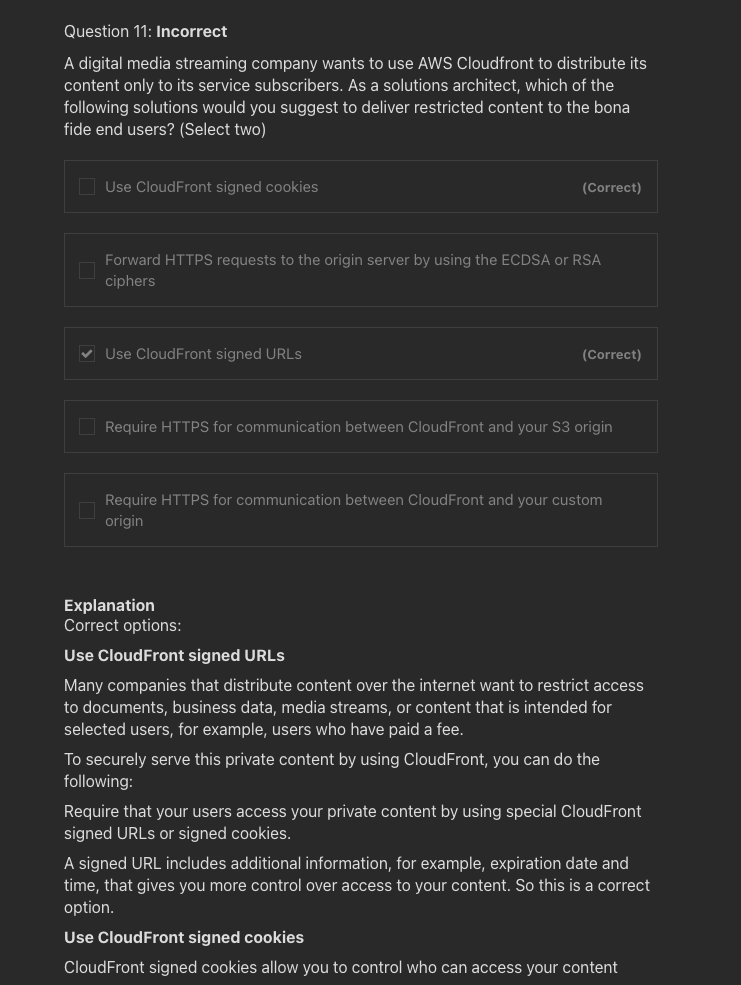 Question 11: Incorrect
A digital media streaming company wants to use AWS Cloudfront to distribute its
content only to its service subscribers. As a solutions architect, which of the
following solutions would you suggest to deliver restricted content to the bona
fide end users? (Select two)
Use CloudFront signed cookies (Correct)
Forward HTTPS requests to the origin server by using the ECDSA or RSA
ciphers
Use CloudFront signed URLs (Correct)
Require HTTPS for communication between CloudFront and your S3 origin
Require HTTPS for communication between CloudFront and your custom
origin
Explanation
Correct options:
Use CloudFront signed URLs
Many companies that distribute content over the internet want to restrict access
to documents, business data, media streams, or content that is intended for
selected users, for example, users who have paid a fee.
To securely serve this private content by using CloudFront, you can do the
following:
Require that your users access your private content by using special CloudFront
signed URLs or signed cookies.
A signed URL includes additional information, for example, expiration date and
time, that gives you more control over access to your content. So this is a correct
option.
Use CloudFront signed cookies
CloudFront signed cookies allow you to control who can access your content